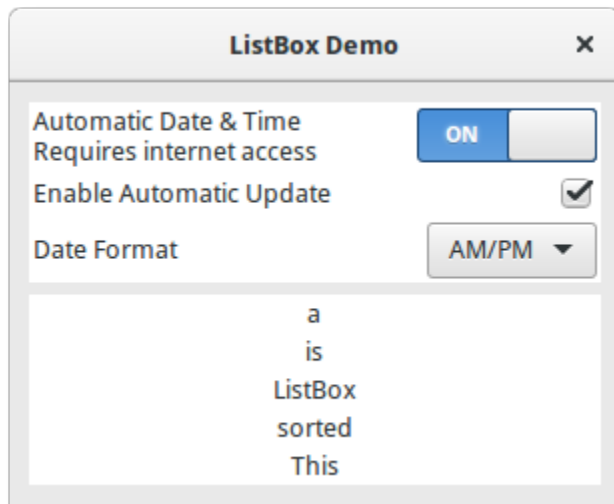 ListBox Demo
Automatic Date & Time
Requires internet access
ON
Enable Automatic Update
Date Format
AM/PM
a
is
ListBox
sorted
This